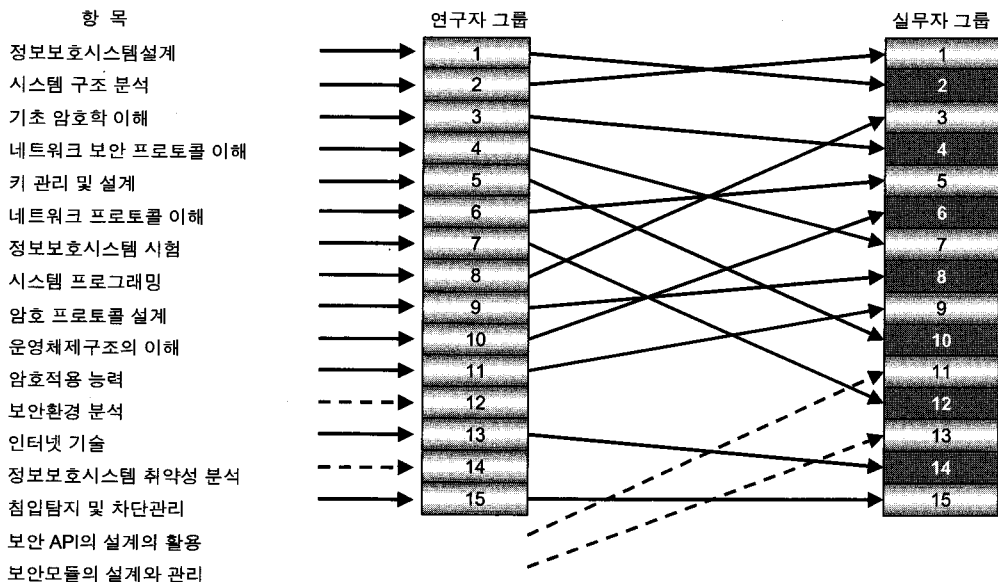 항 목 연구자 그룹 실무자 그룹
정보보호시스템설계 1 1
시스템 구조 분석 2 2
기초 암호학 이해 3 3
네트워크 보안 프로토콜 이해 4 4
키 관리 및 설계 5 5
네트워크 프로토콜 이해 6 6
정보보호시스템 시험 7 7
시스템 프로그래밍 8 8
암호 프로토콜 설계 9 9
운영체제구조의 이해 10 10
암호적용 능력 11 11
보안환경 분석 12 12
인터넷 기술 13 13
정보보호시스템 취약성 분석 14 14
침입탐지 및 차단관리 15 15
보안 API의 설계의 활용
보안모듈의 설계와 관리